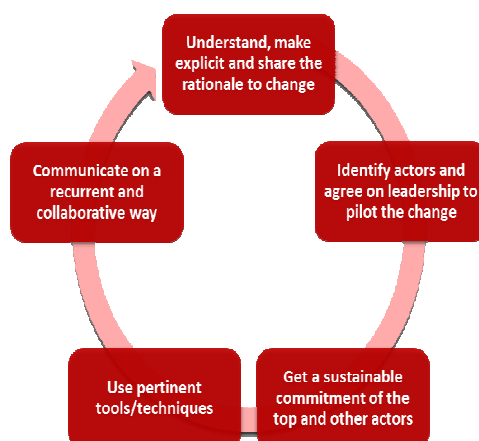 Understand, make
explicit and share the
rationale to change
Identify actors and
agree on leadership to
pilot the change
Get a sustainable
commitment of the
top and other actors
Use pertinent
tools/techniques
Communicate on a
recurrent and
collaborative way